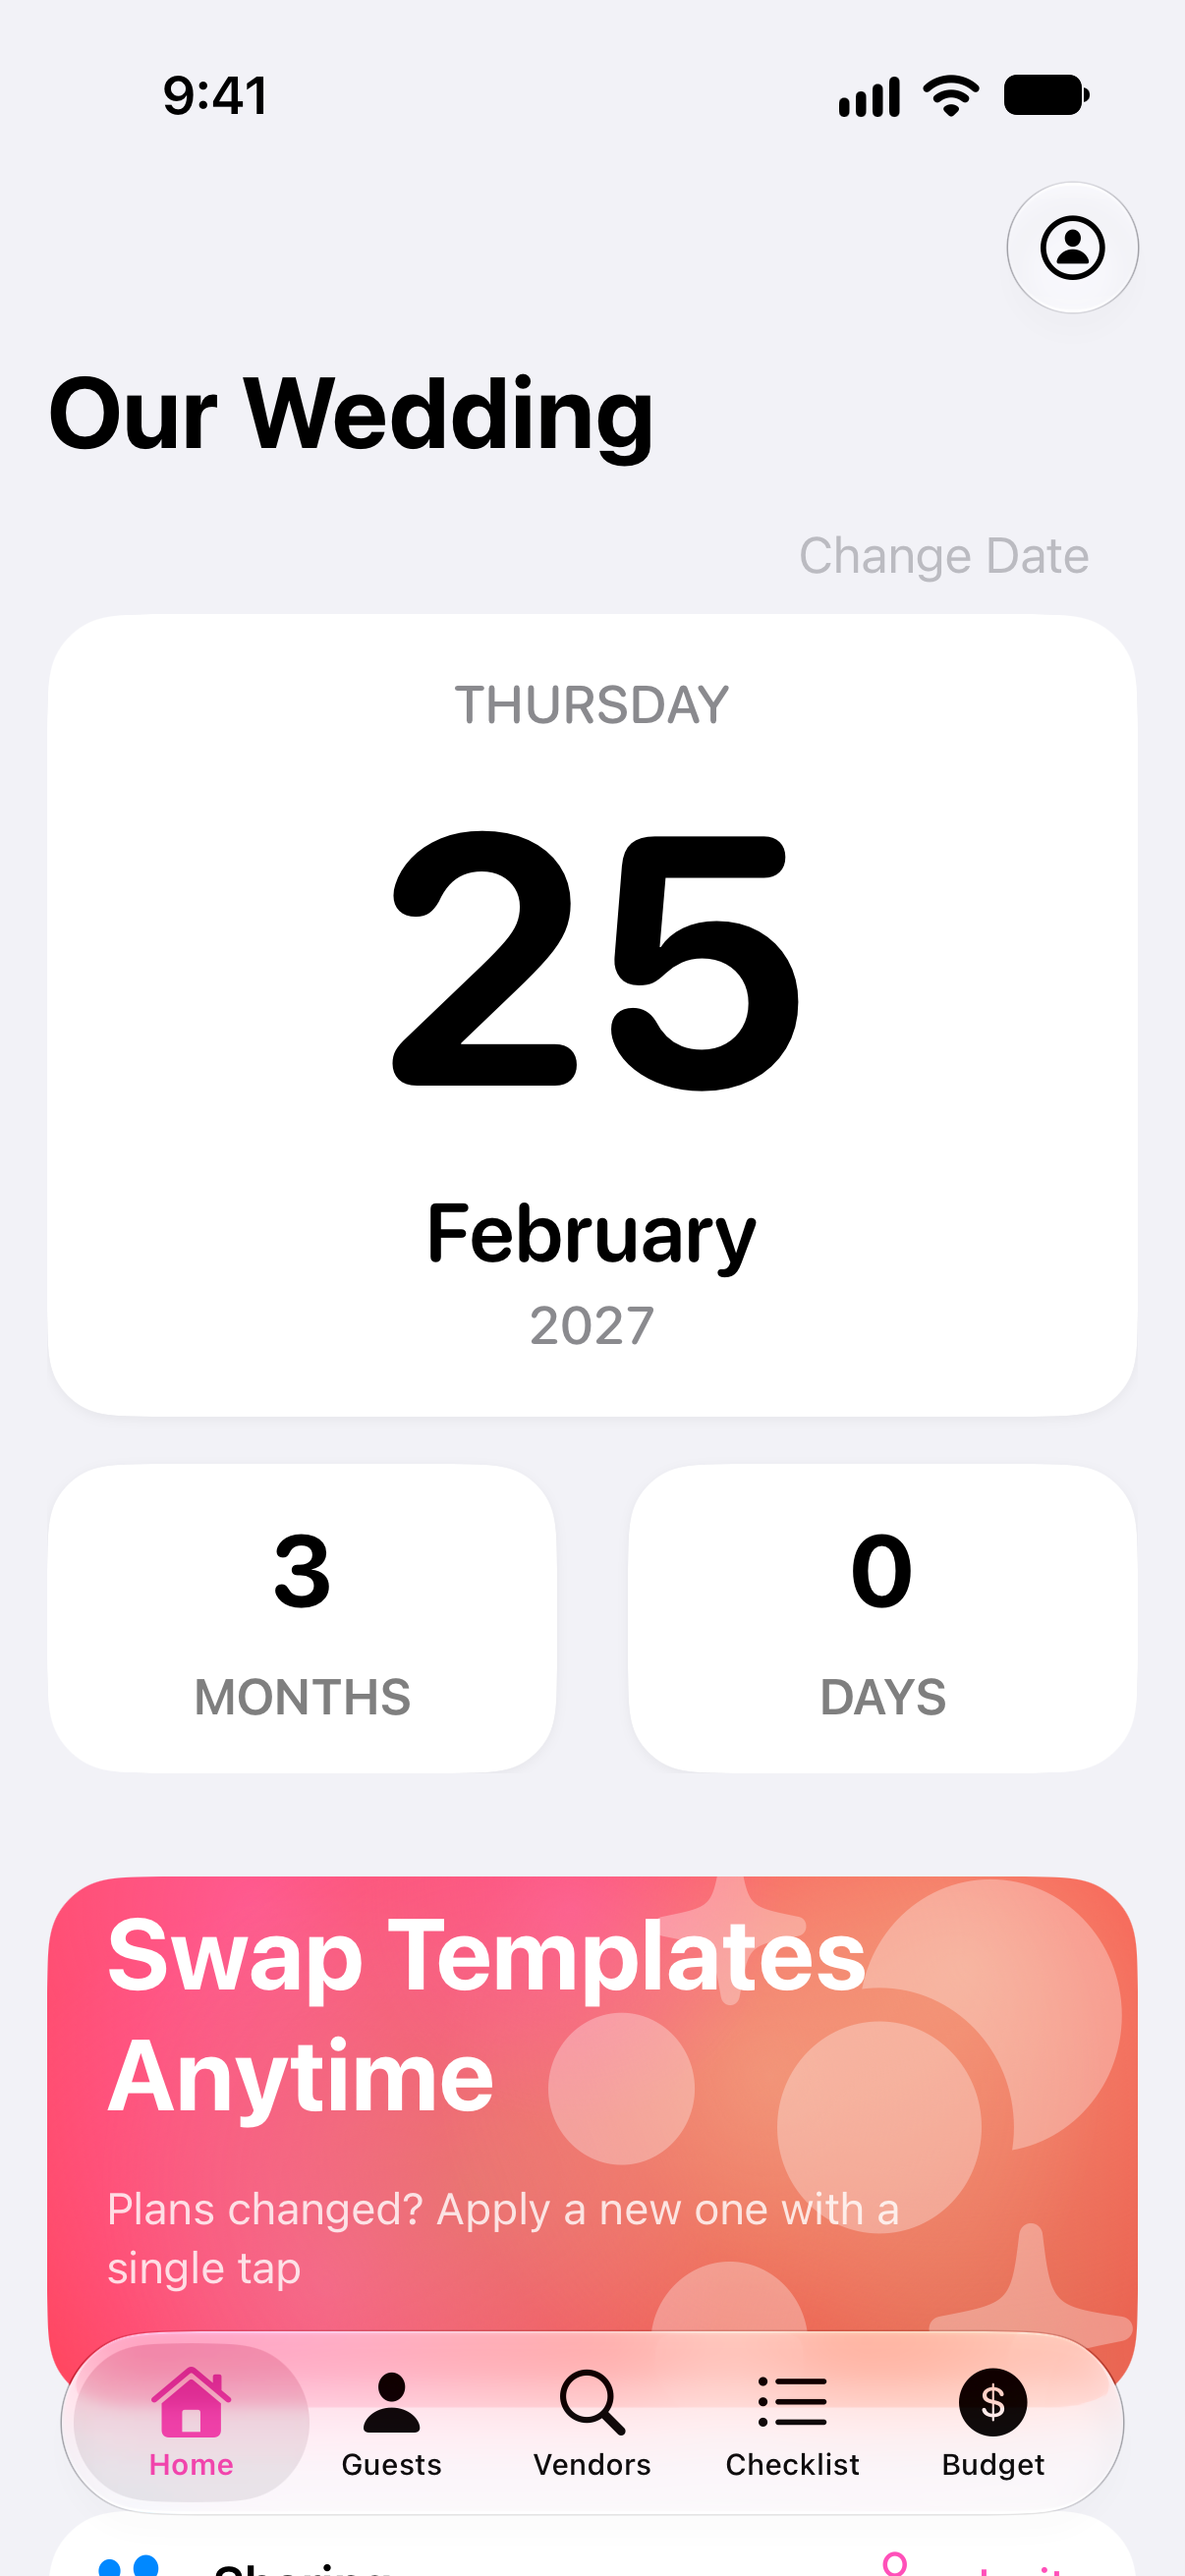 9:41
Our Wedding
Change Date
THURSDAY
25
February
2027
3
MONTHS
0
DAYS
Swap Templates
Anytime
Plans changed? Apply a new one with a
single tap
Home
Guests
Vendors
Checklist
Budget